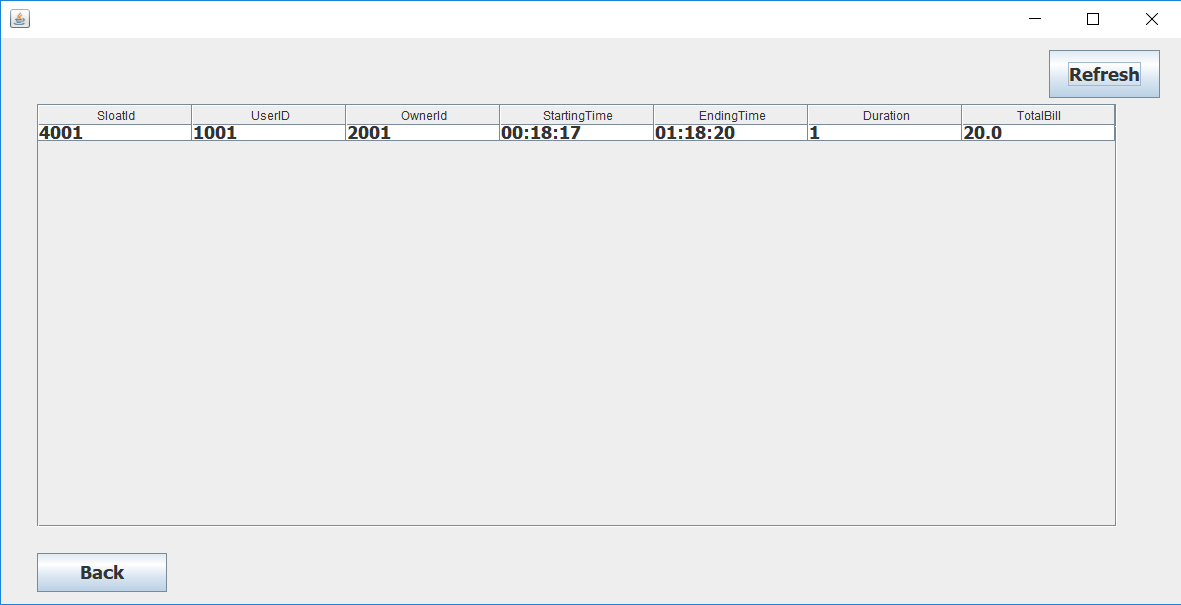 Refresh
SloatId UserID OwnerId StartingTime EndingTime Duration TotalBill
4001 1001 2001 00:18:17 01:18:20 1 20.0
Back